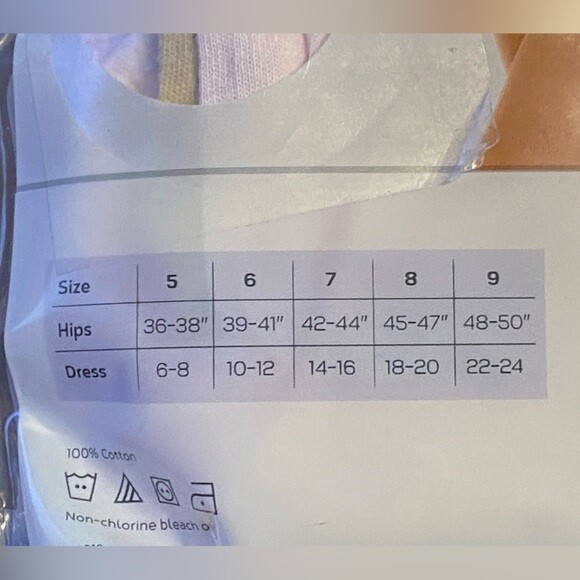 Size 5 6 7 8 9
Hips 36-38" 39-41" 42-44" 45-47" 48-50"
Dress 6-8 10-12 14-16 18-20 22-24
100% Cotton
Non-chlorine bleach